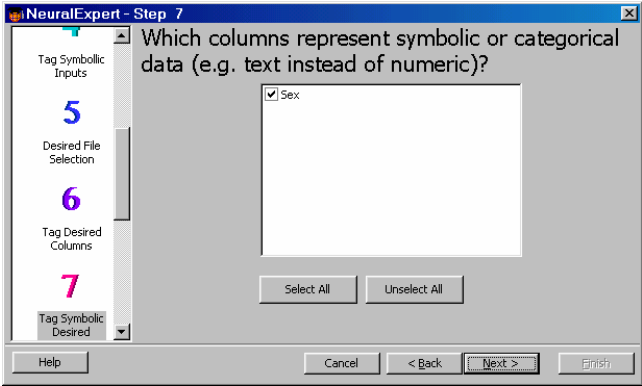 NeuralExpert - Step 7
Which columns represent symbolic or categorical
data (e.g. text instead of numeric)?
Tag Symbollic
Inputs
5
Desired File
Selection
6
Tag Desired
Columns
7
Tag Symbolic
Desired
Sex
Select All
Unselect All
Help
Cancel
< Back
Next >
Finish